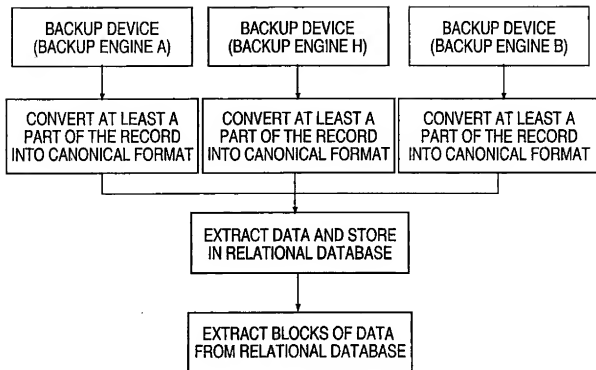 BACKUP DEVICE
(BACKUP ENGINE A)
BACKUP DEVICE
(BACKUP ENGINE H)
BACKUP DEVICE
(BACKUP ENGINE B)
CONVERT AT LEAST A
PART OF THE RECORD
INTO CANONICAL FORMAT
CONVERT AT LEAST A
PART OF THE RECORD
INTO CANONICAL FORMAT
CONVERT AT LEAST A
PART OF THE RECORD
INTO CANONICAL FORMAT
EXTRACT DATA AND STORE
IN RELATIONAL DATABASE
EXTRACT BLOCKS OF DATA
FROM RELATIONAL DATABASE